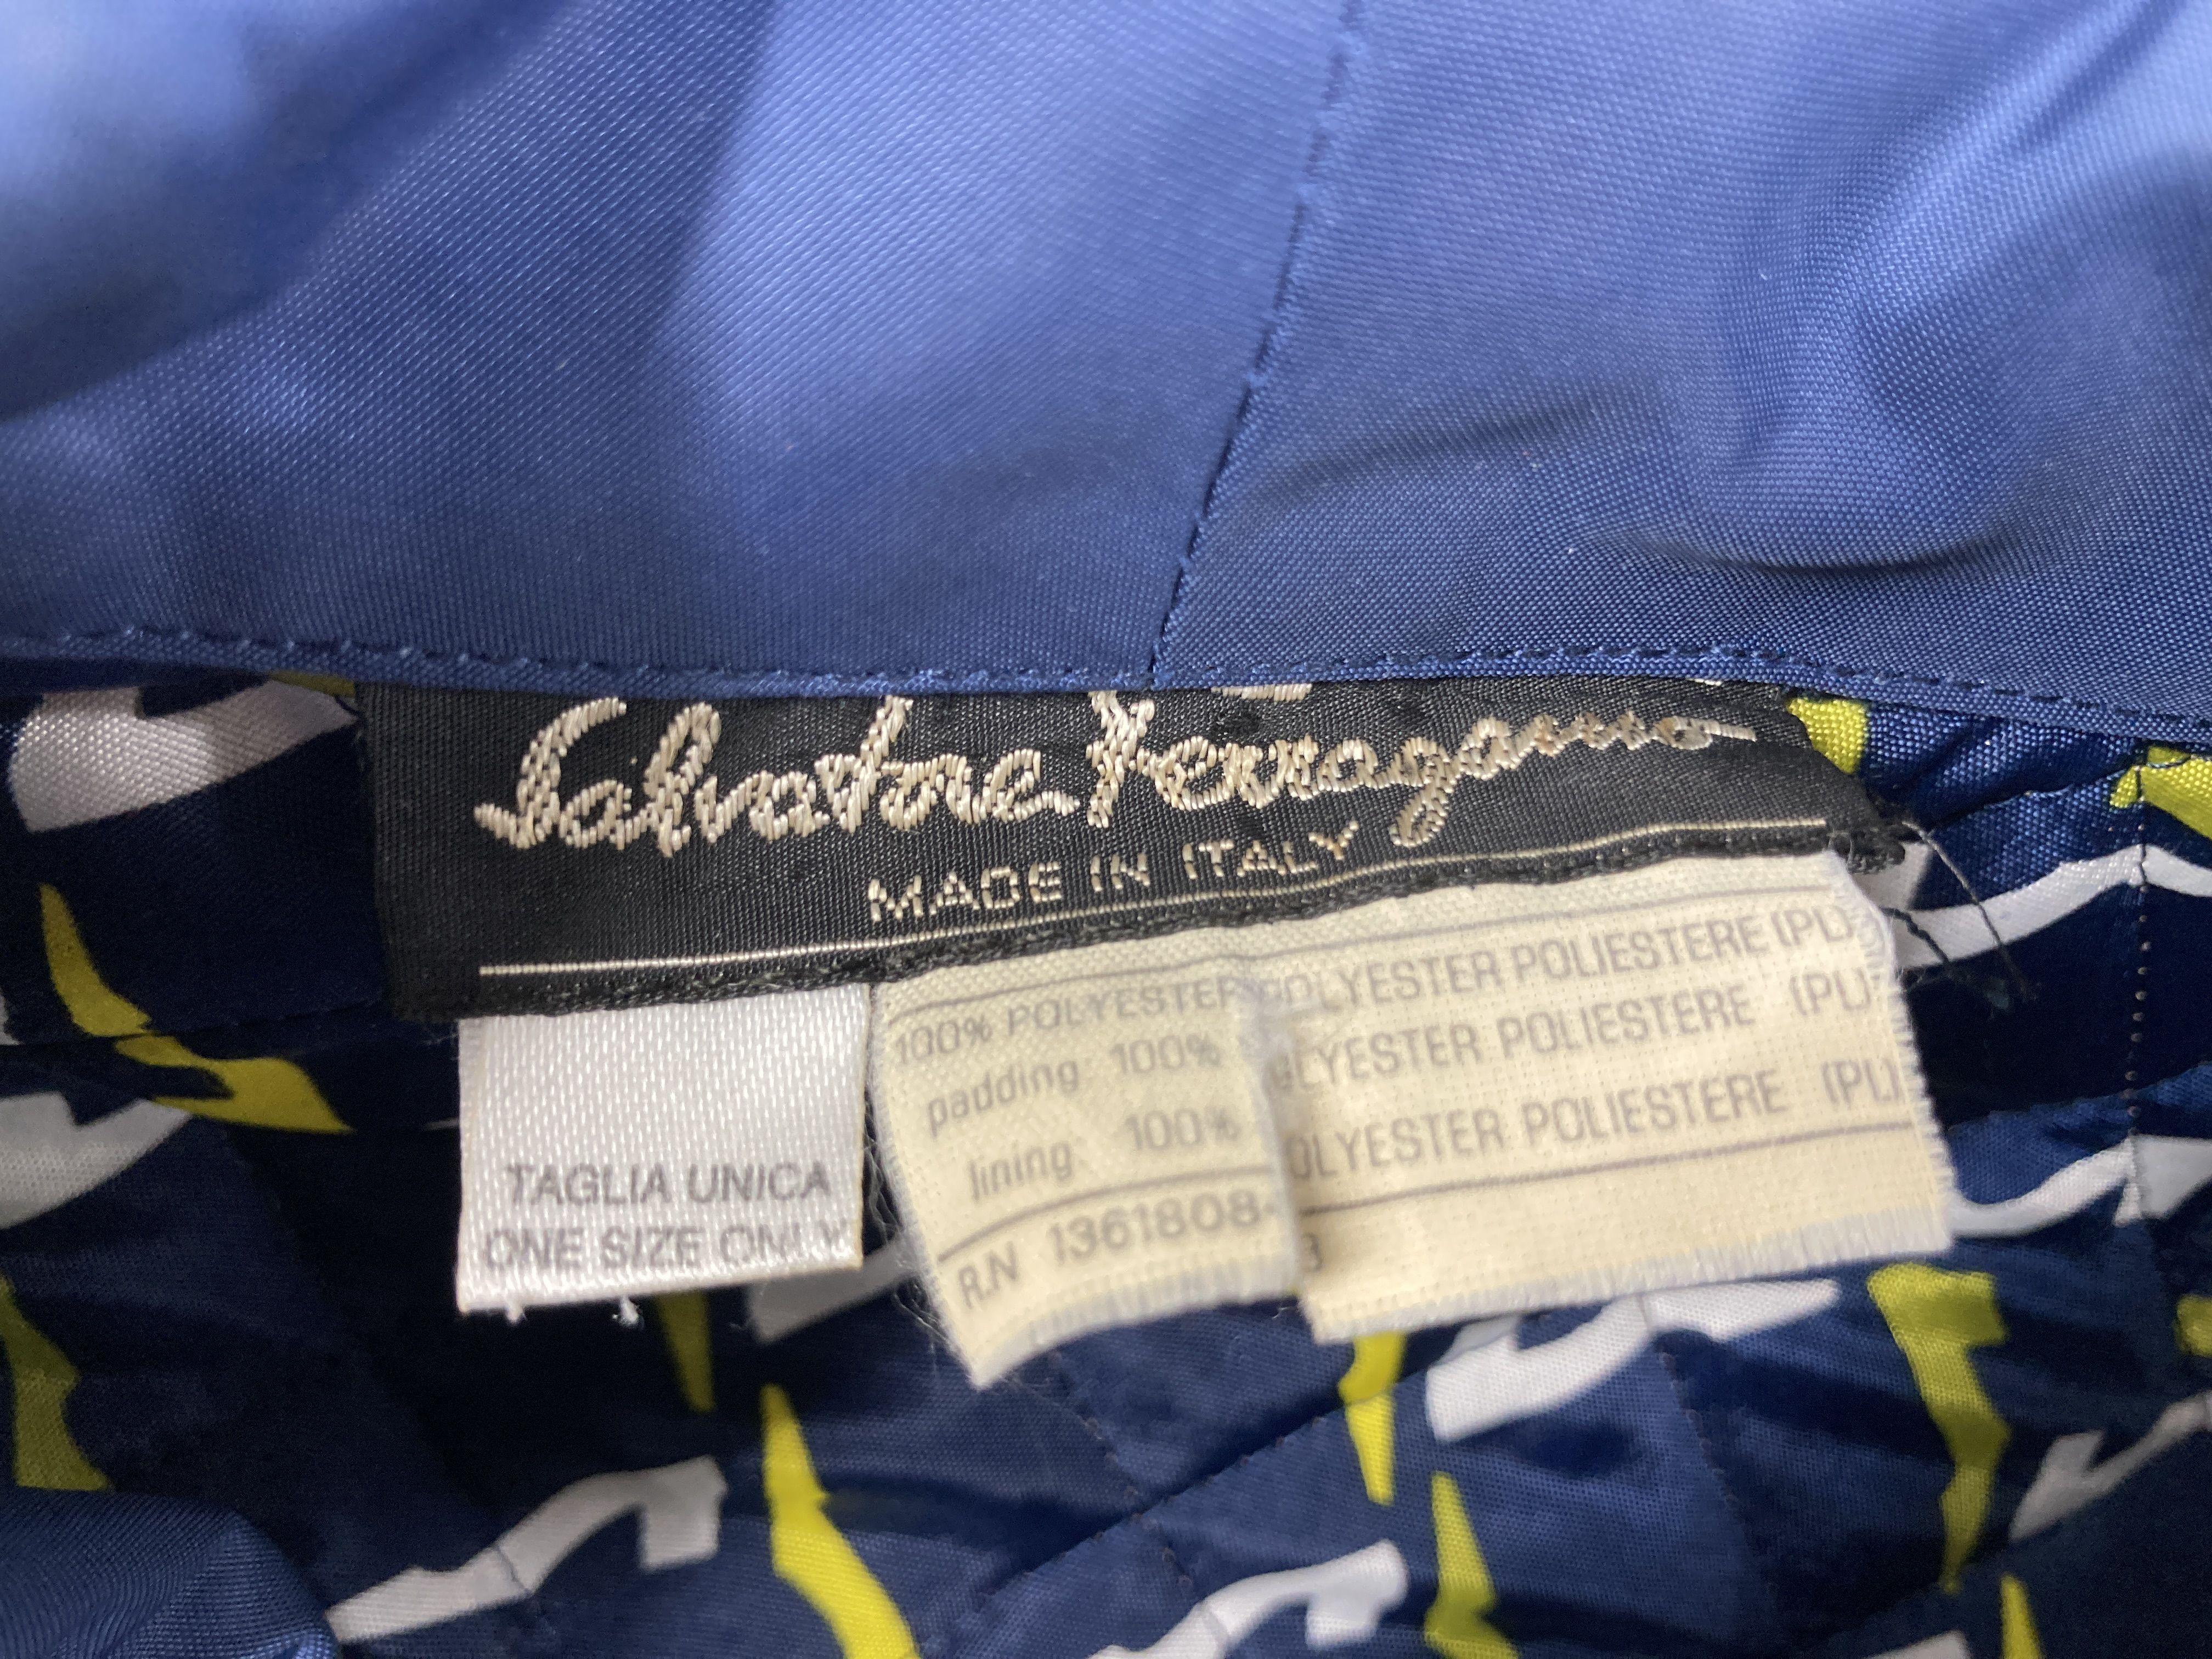 Salvatore Ferragamo
MADE IN ITALY
TAGLIA UNICA
ONE SIZE ONLY
100% POLYESTER POLYESTER POLIESTERE (PL)
padding 100% POLYESTER POLIESTERE (PL)
lining 100% POLYESTER POLIESTERE (PL)
R.N 1361808